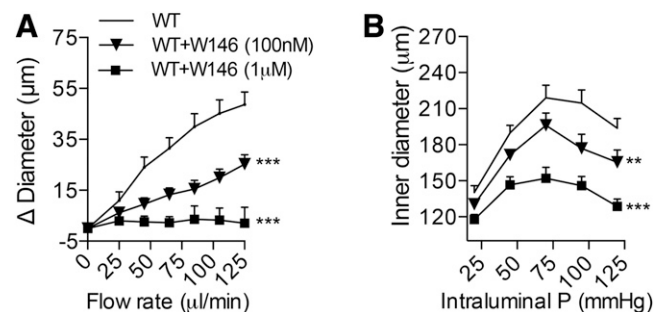 A
WT
WT+W146 (100nM)
WT+W146 (1µM)
Δ Diameter (µm)
75
55
35
15
-5
***
***
0
25
50
75
100
125
Flow rate (µl/min)
B
Inner diameter (µm)
270
240
210
180
150
120
**
***
25
50
75
100
125
Intraluminal P (mmHg)